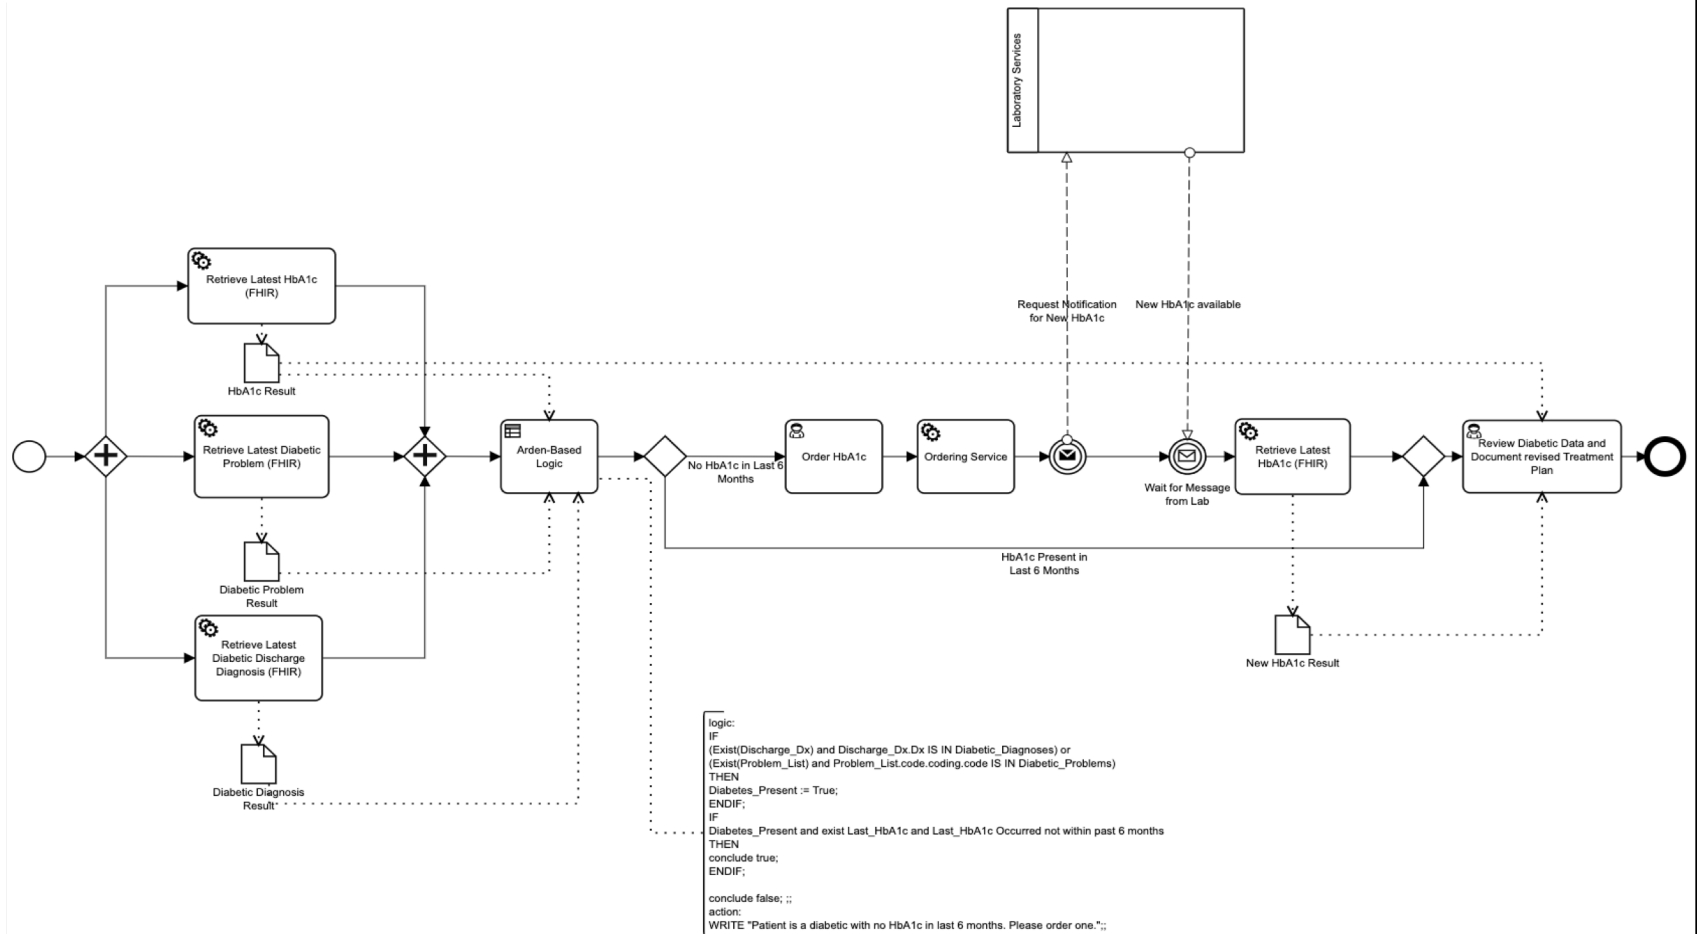 Laboratory Services
Request Notification
for New HbA1c
New HbA1c available
Retrieve Latest HbA1c
(FHIR)
HbA1c Result
Retrieve Latest Diabetic
Problem (FHIR)
Diabetic Problem
Result
Retrieve Latest
Diabetic Discharge
Diagnosis (FHIR)
Diabetic Diagnosis
Result
Arden-Based
Logic
No HbA1c in Last 6
Months
Order HbA1c
Ordering Service
Wait for Message
from Lab
Retrieve Latest
HbA1c (FHIR)
Review Diabetic Data and
Document revised Treatment
Plan
HbA1c Present in
Last 6 Months
New HbA1c Result
logic:
IF
(Exist(Discharge_Dx) and Discharge_Dx.Dx IS IN Diabetic_Diagnoses) or
(Exist(Problem_List) and Problem_List.code.coding.code IS IN Diabetic_Problems)
THEN
Diabetes_Present := True;
ENDIF;
IF
Diabetes_Present and exist Last_HbA1c and Last_HbA1c Occurred not within past 6 months
THEN
conclude true;
ENDIF;
conclude false; ;;
action:
WRITE "Patient is a diabetic with no HbA1c in last 6 months. Please order one.";;